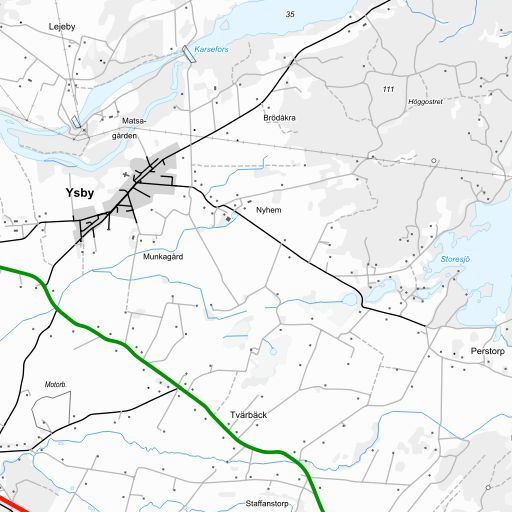 35
Lejeby
Karsefors
111
Höggostret
Matsa-
gården
Brödåkra
Ysby
Nyhem
Munkagård
Storesjö
Perstorp
Motorb.
Tvärbäck
Staffanstorp